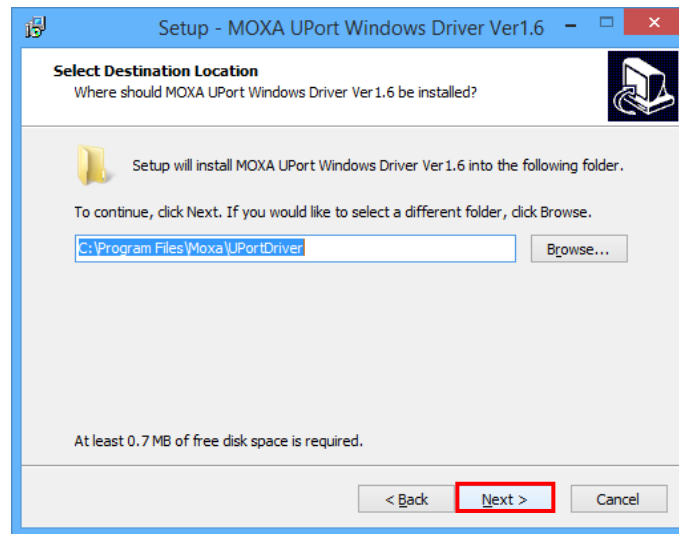 Setup - MOXA UPort Windows Driver Ver1.6
Select Destination Location
Where should MOXA UPort Windows Driver Ver1.6 be installed?
Setup will install MOXA UPort Windows Driver Ver1.6 into the following folder.
To continue, click Next. If you would like to select a different folder, click Browse.
C:\Program Files\Moxa\UPortDriver
Browse...
At least 0.7 MB of free disk space is required.
< Back
Next >
Cancel